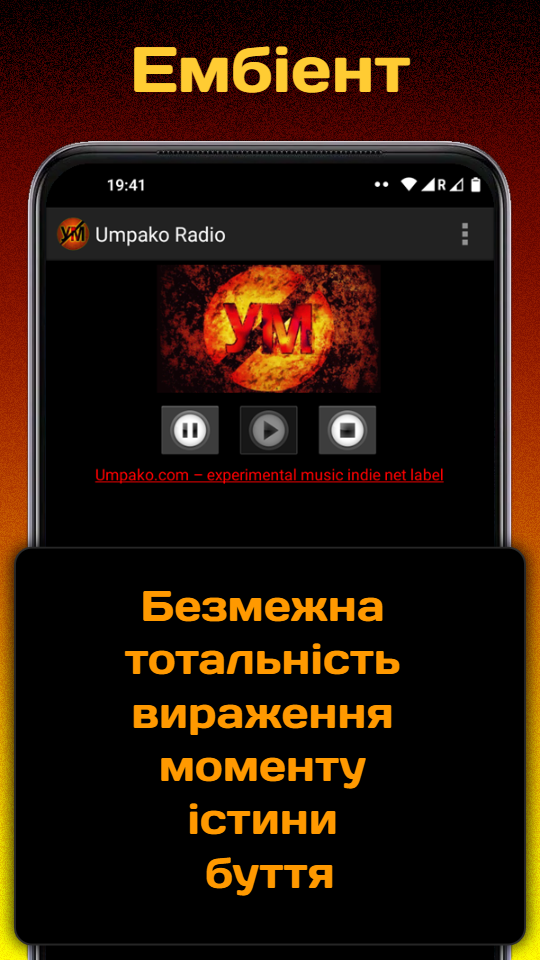 Ембієнт
19:41
R
УМ
Umpako Radio
УМ
Umpako.com – experimental music indie net label
Безмежна
тотальність
вираження
моменту
істини
буття